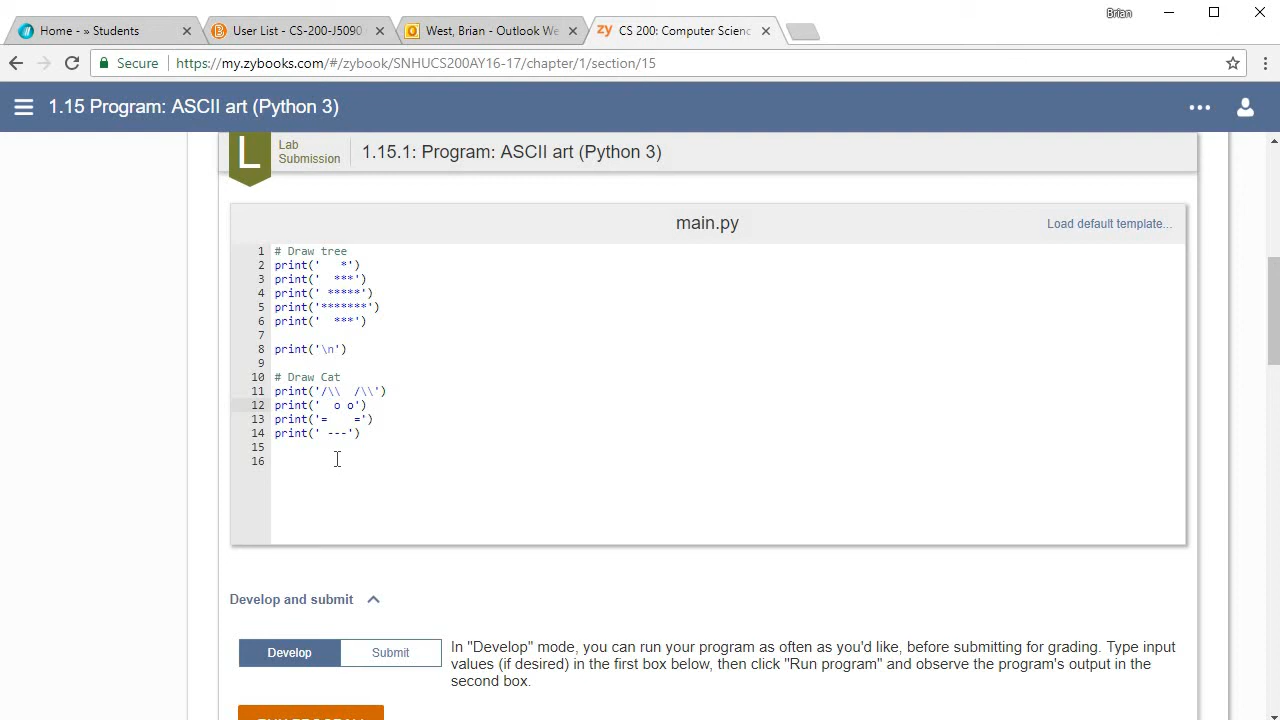 Brian
Home - » Students
User List - CS-200-J5090
West, Brian - Outlook We
zy CS 200: Computer Scienc
Secure https://my.zybooks.com/#/zybook/SNHUCS200AY16-17/chapter/1/section/15
1.15 Program: ASCII art (Python 3)
L
Lab
Submission
1.15.1: Program: ASCII art (Python 3)
main.py
Load default template...
1 # Draw tree
2 print('   *')
3 print('  ***')
4 print(' *****')
5 print('*******')
6 print('  ***')
7
8 print('\n')
9
10 # Draw Cat
11 print('/\\  /\\')
12 print('  o o')
13 print('=    =')
14 print(' ---')
15
16
Develop and submit
Develop
Submit
In "Develop" mode, you can run your program as often as you'd like, before submitting for grading. Type input
values (if desired) in the first box below, then click "Run program" and observe the program's output in the
second box.